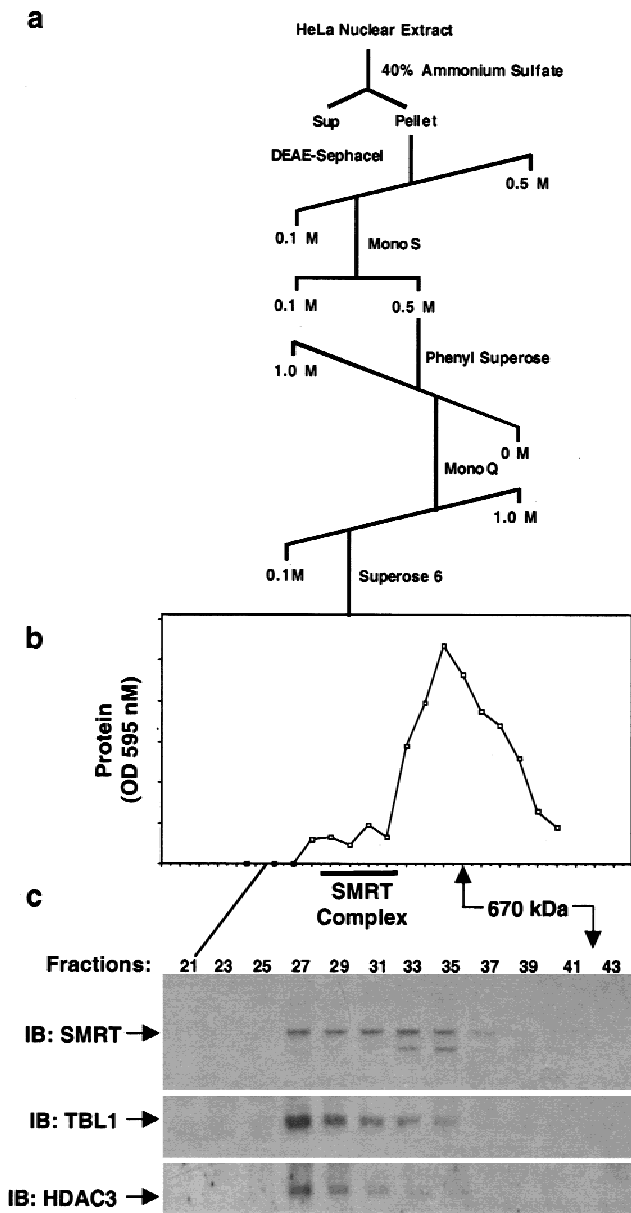 a
HeLa Nuclear Extract
40% Ammonium Sulfate
Sup
Pellet
DEAE-Sephacel
0.5 M
0.1 M
Mono S
0.1 M
0.5 M
Phenyl Superose
1.0 M
0 M
Mono Q
1.0 M
0.1M
Superose 6
b
Protein
(OD 595 nM)
SMRT
Complex
670 kDa
c
Fractions: 21 23 25 27 29 31 33 35 37 39 41 43
IB: SMRT
IB: TBL1
IB: HDAC3